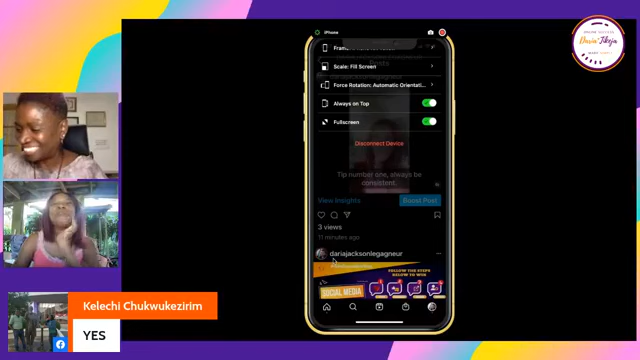 iPhone
Scale: Fill Screen
Force Rotation: Automatic Orientati...
Always on Top
Fullscreen
Disconnect Device
Tip number one, always be
consistent.
View Insights
Boost Post
3 views
11 minutes ago
dariajacksonlegagneur
FOLLOW THE STEPS
BELOW TO WIN
SOCIAL MEDIA
Kelechi Chukwukezirim
YES